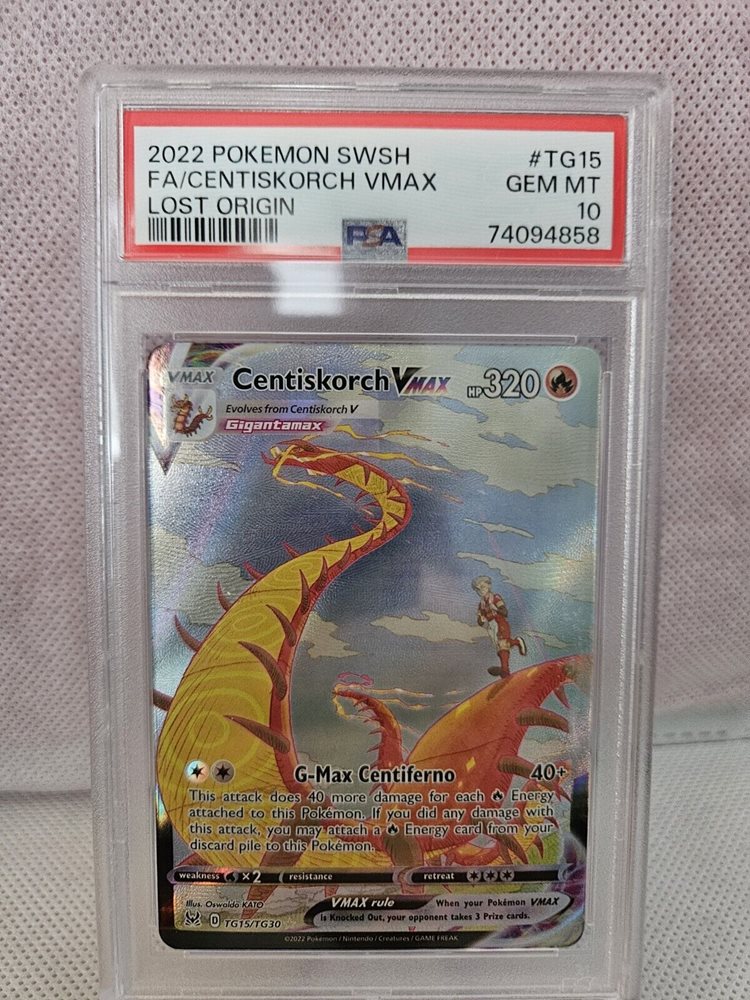 2022 POKEMON SWSH #TG15
FA/CENTISKORCH VMAX GEM MT
LOST ORIGIN 10
PSA 74094858
VMAX Centiskorch VMAX HP 320
Evolves from Centiskorch V
Gigantamax
G-Max Centiferno 40+
This attack does 40 more damage for each Energy
attached to this Pokémon. If you did any damage with
this attack, you may attach a Energy card from your
discard pile to this Pokémon.
weakness ×2 resistance retreat
Illus. Oswaldo KATO VMAX rule When your Pokémon VMAX
is Knocked Out, your opponent takes 3 Prize cards.
D TG15/TG30
©2022 Pokémon / Nintendo / Creatures / GAME FREAK